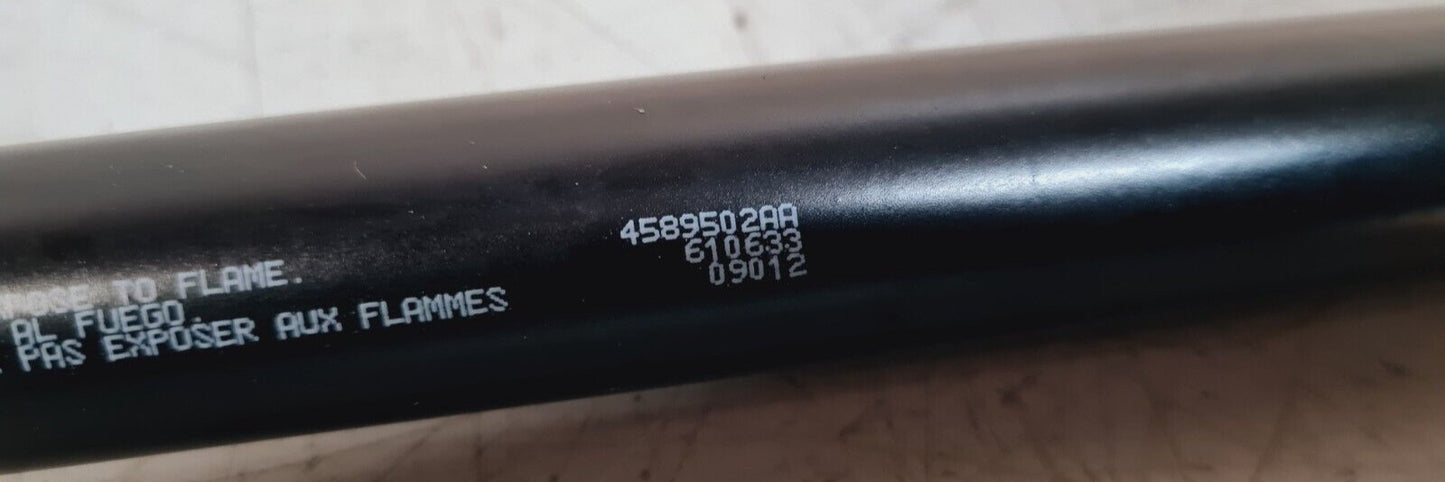 TO FLAME.
AL FUEGO.
PAS EXPOSER AUX FLAMMES
4589502AA
610633
09012